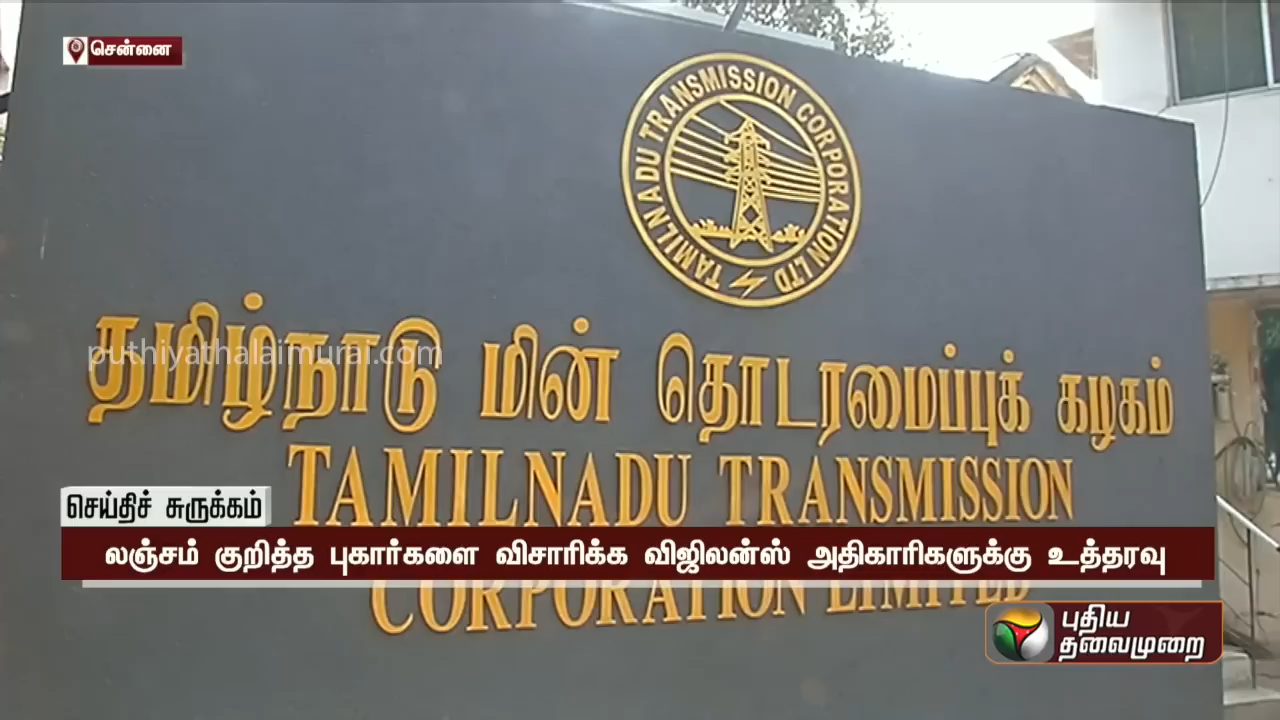 சென்னை
TAMILNADU TRANSMISSION CORPORATION LTD
தமிழ்நாடு மின் தொடரமைப்புக் கழகம்
puthiyathalaimurai.com
TAMILNADU TRANSMISSION
செய்திச் சுருக்கம்
லஞ்சம் குறித்த புகார்களை விசாரிக்க விஜிலன்ஸ் அதிகாரிகளுக்கு உத்தரவு
CORPORATION LIMITED
புதிய
தலைமுறை